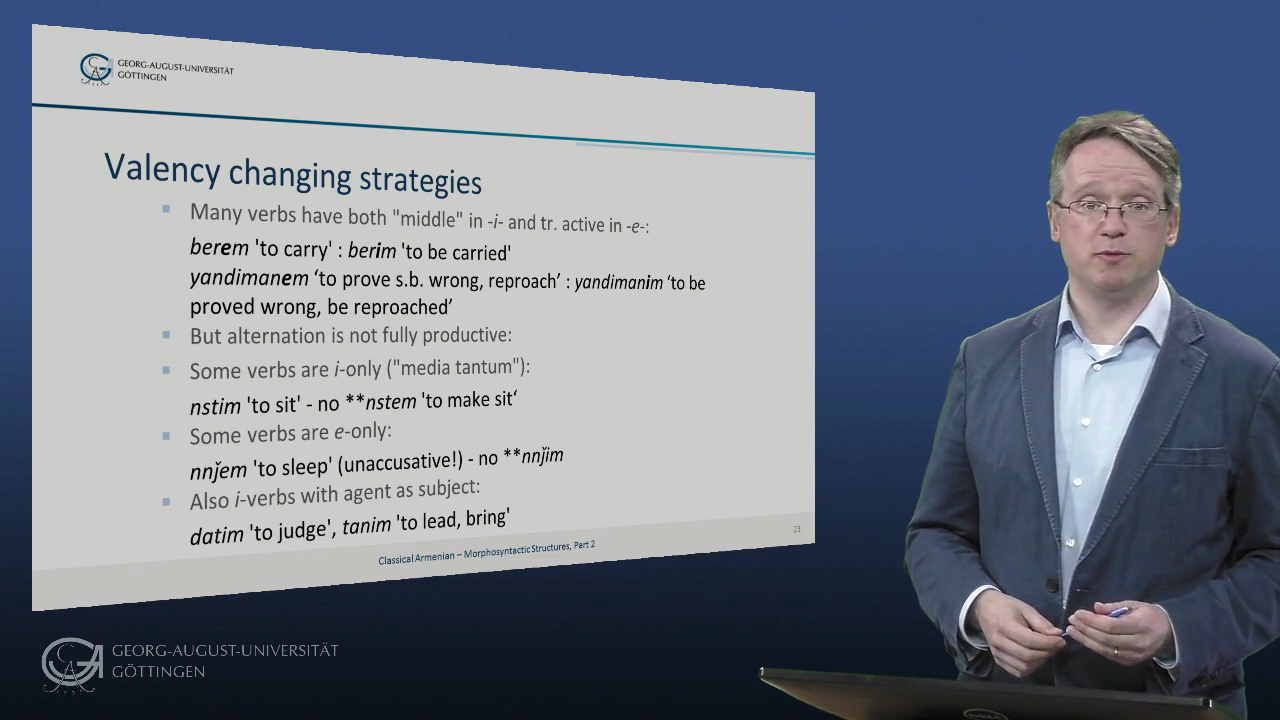 GEORG-AUGUST-UNIVERSITÄT
GÖTTINGEN
Valency changing strategies
Many verbs have both "middle" in -i- and tr. active in -e-:
berem 'to carry' : berim 'to be carried'
yandimanem ‘to prove s.b. wrong, reproach’ : yandimanim ‘to be
proved wrong, be reproached’
But alternation is not fully productive:
Some verbs are i-only ("media tantum"):
nstim 'to sit' - no **nstem 'to make sit‘
Some verbs are e-only:
nnǰem 'to sleep' (unaccusative!) - no **nnǰim
Also i-verbs with agent as subject:
datim 'to judge', tanim 'to lead, bring'
Classical Armenian – Morphosyntactic Structures, Part 2
23
GEORG-AUGUST-UNIVERSITÄT
GÖTTINGEN